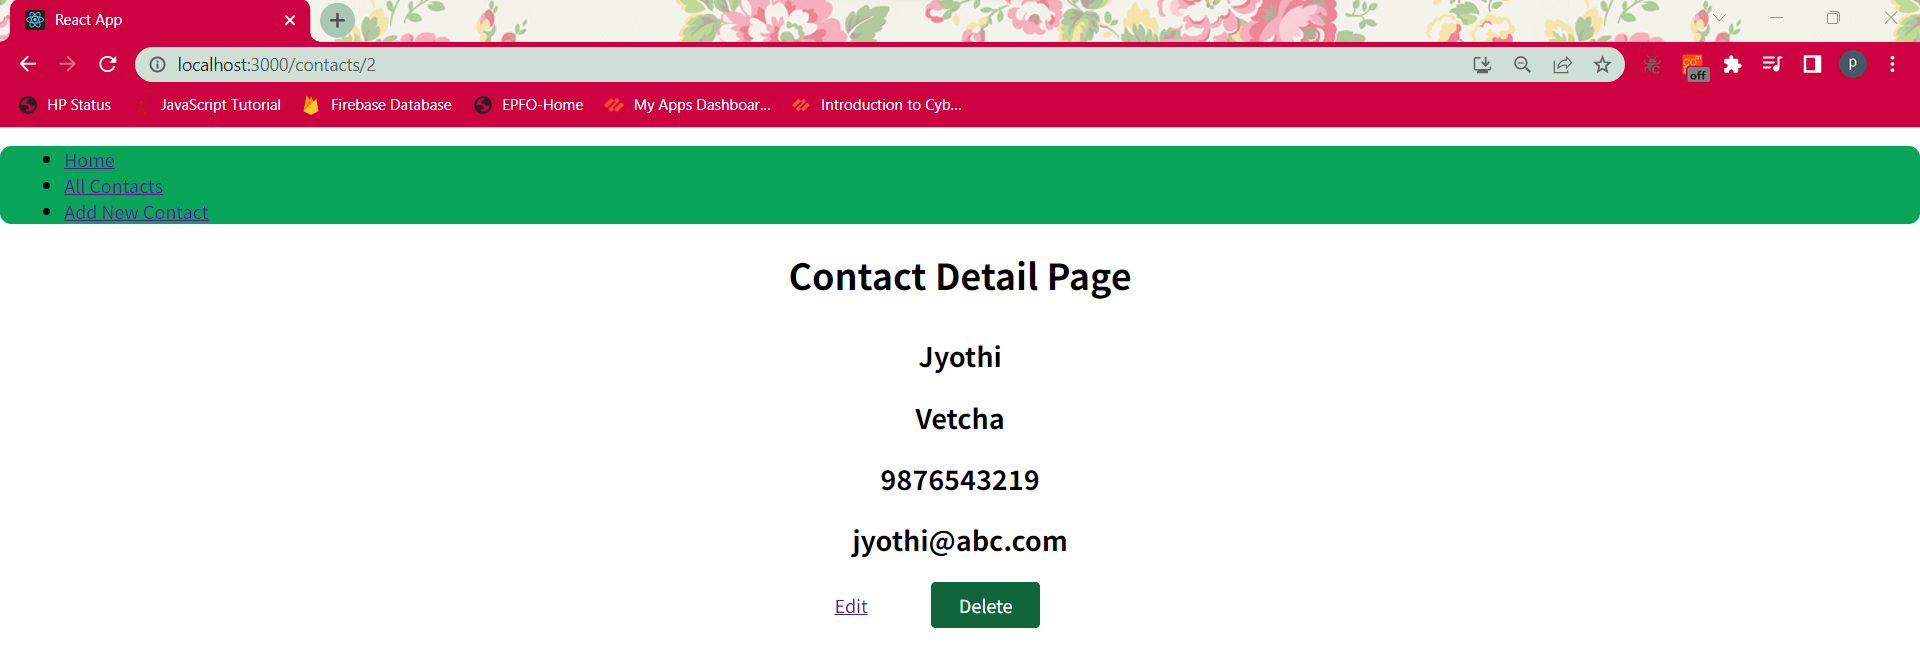 React App
localhost:3000/contacts/2
off
p
HP Status JavaScript Tutorial Firebase Database EPFO-Home My Apps Dashboar... Introduction to Cyb...
Home
All Contacts
Add New Contact
Contact Detail Page
Jyothi
Vetcha
9876543219
jyothi@abc.com
Edit Delete